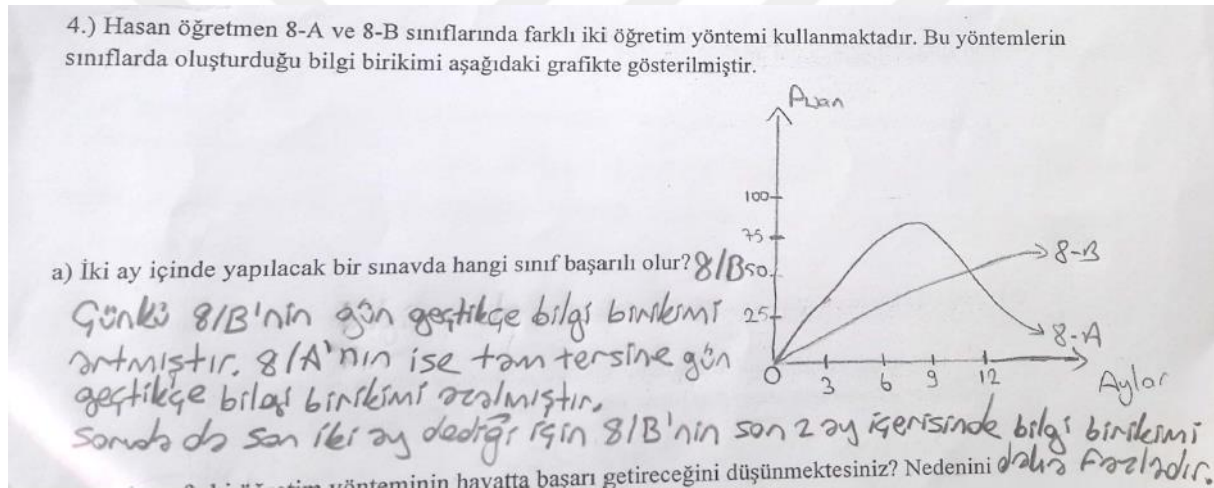 4.) Hasan öğretmen 8-A ve 8-B sınıflarında farklı iki öğretim yöntemi kullanmaktadır. Bu yöntemlerin
sınıflarda oluşturduğu bilgi birikimi aşağıdaki grafikte gösterilmiştir.
Puan
100
75
50
25
0
3
6
9
12
Aylar
8-B
8-A
a) İki ay içinde yapılacak bir sınavda hangi sınıf başarılı olur? 8/B
Çünkü 8/B'nin gün geçtikçe bilgi birikimi
artmıştır. 8/A'nın ise tam tersine gün
geçtikçe bilgi birikimi azalmıştır.
Soruda da son iki ay dediği için 8/B'nin son 2 ay içerisinde bilgi birikimi
daha fazladır.
yönteminin hayatta başarı getireceğini düşünmektesiniz? Nedenini